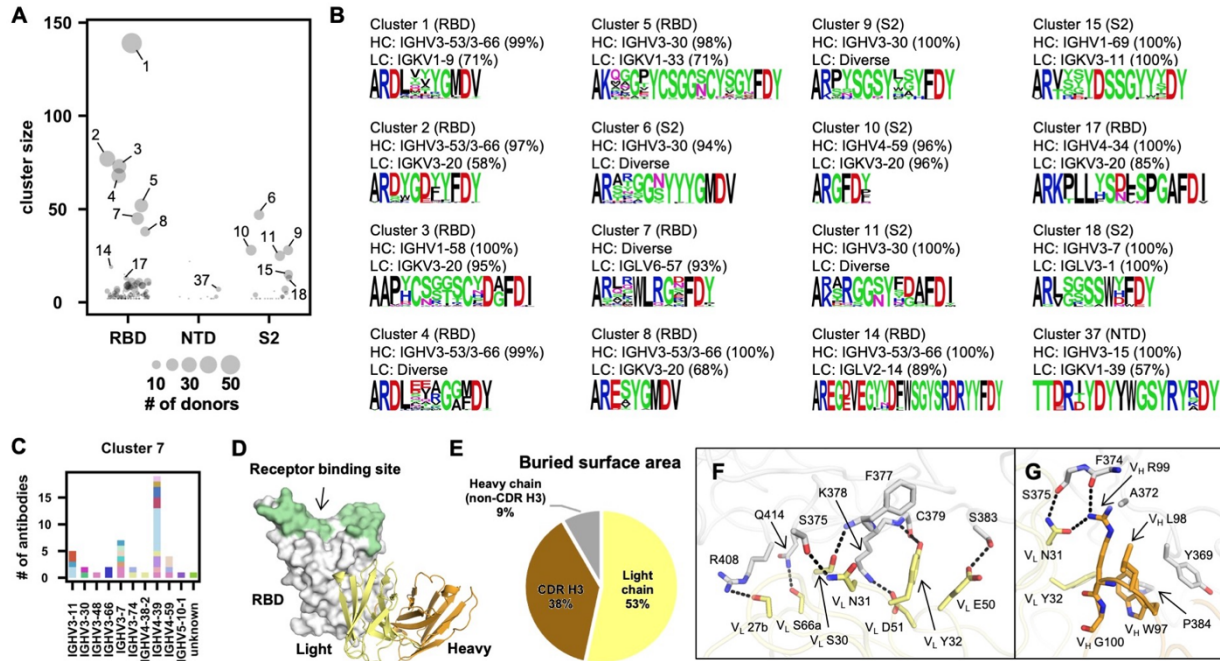 A
150
100
50
0
cluster size
1
2
3
4
5
7
8
14
17
37
6
10
11
9
15
18
RBD
NTD
S2
10
30
50
# of donors
B
Cluster 1 (RBD)
HC: IGHV3-53/3-66 (99%)
LC: IGKV1-9 (71%)
Cluster 5 (RBD)
HC: IGHV3-30 (98%)
LC: IGKV1-33 (71%)
Cluster 9 (S2)
HC: IGHV3-30 (100%)
LC: Diverse
Cluster 15 (S2)
HC: IGHV1-69 (100%)
LC: IGKV3-11 (100%)
Cluster 2 (RBD)
HC: IGHV3-53/3-66 (97%)
LC: IGKV3-20 (58%)
Cluster 6 (S2)
HC: IGHV3-30 (94%)
LC: Diverse
Cluster 10 (S2)
HC: IGHV4-59 (96%)
LC: IGKV3-20 (96%)
Cluster 17 (RBD)
HC: IGHV4-34 (100%)
LC: IGKV3-20 (85%)
Cluster 3 (RBD)
HC: IGHV1-58 (100%)
LC: IGKV3-20 (95%)
Cluster 7 (RBD)
HC: Diverse
LC: IGLV6-57 (93%)
Cluster 11 (S2)
HC: IGHV3-30 (100%)
LC: Diverse
Cluster 18 (S2)
HC: IGHV3-7 (100%)
LC: IGLV3-1 (100%)
Cluster 4 (RBD)
HC: IGHV3-53/3-66 (99%)
LC: Diverse
Cluster 8 (RBD)
HC: IGHV3-53/3-66 (100%)
LC: IGKV3-20 (68%)
ARESYGMDV
Cluster 14 (RBD)
HC: IGHV3-53/3-66 (100%)
LC: IGLV2-14 (89%)
Cluster 37 (NTD)
HC: IGHV3-15 (100%)
LC: IGKV1-39 (57%)
C
Cluster 7
# of antibodies
15
10
5
0
IGHV3-11
IGHV3-30
IGHV3-48
IGHV3-66
IGHV3-7
IGHV3-74
IGHV4-38-2
IGHV4-39
IGHV4-59
IGHV5-10-1
unknown
D
Receptor binding site
RBD
Light
Heavy
E
Buried surface area
Heavy chain
(non-CDR H3)
9%
CDR H3
38%
Light
chain
53%
F
F377
K378
Q414
S375
C379
S383
R408
VL N31
VL E50
VL 27b
VL S66a
VL D51
VL S30
VL Y32
G
F374
VH R99
S375
A372
VH L98
VL N31
Y369
VL Y32
P384
VH W97
VH G100